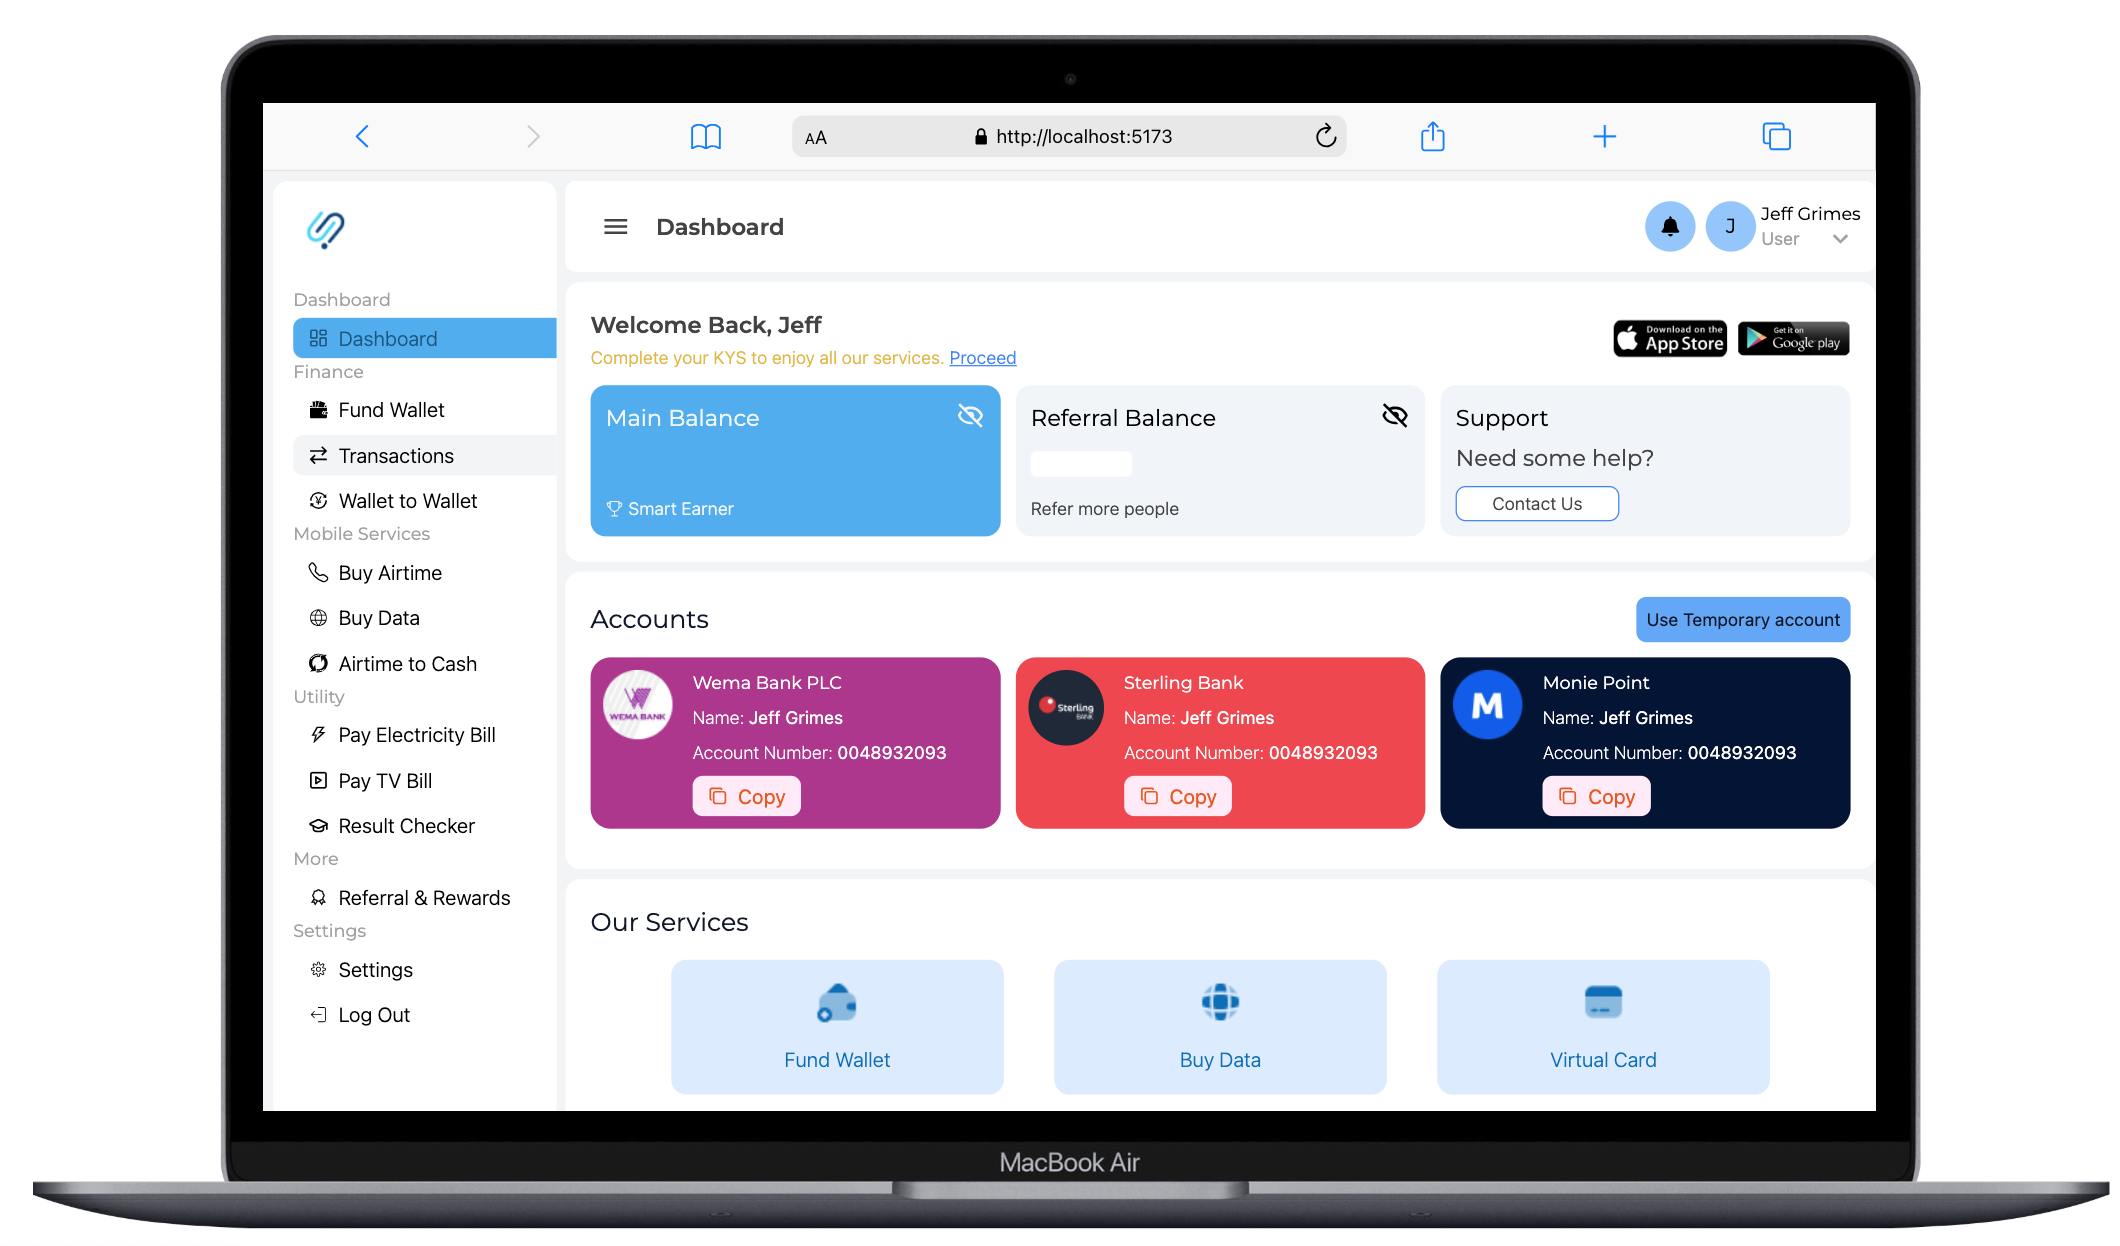 AA
http://localhost:5173
Dashboard
J
Jeff Grimes
User
Dashboard
Dashboard
Finance
Fund Wallet
Transactions
Wallet to Wallet
Mobile Services
Buy Airtime
Buy Data
Airtime to Cash
Utility
Pay Electricity Bill
Pay TV Bill
Result Checker
More
Referral & Rewards
Settings
Settings
Log Out
Welcome Back, Jeff
Complete your KYS to enjoy all our services. Proceed
Download on the
App Store
Get it on
Google play
Main Balance
Smart Earner
Referral Balance
Refer more people
Support
Need some help?
Contact Us
Accounts
Use Temporary account
WEMA BANK
Wema Bank PLC
Name: Jeff Grimes
Account Number: 0048932093
Copy
Sterling
BANK
Sterling Bank
Name: Jeff Grimes
Account Number: 0048932093
Copy
M
Monie Point
Name: Jeff Grimes
Account Number: 0048932093
Copy
Our Services
Fund Wallet
Buy Data
Virtual Card
MacBook Air